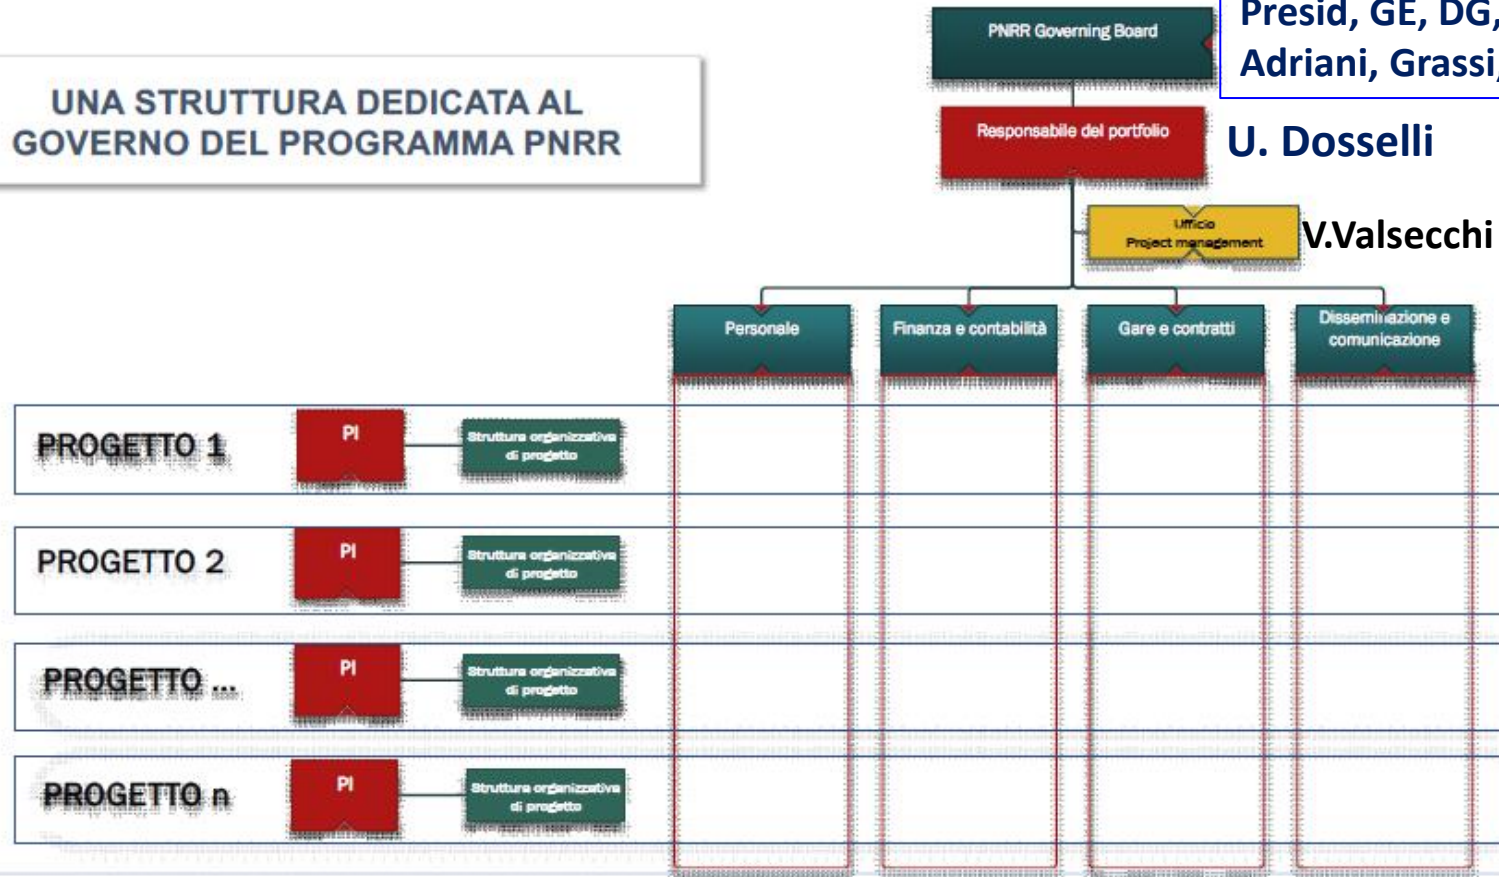 UNA STRUTTURA DEDICATA AL
GOVERNO DEL PROGRAMMA PNRR
PNRR Governing Board
Presid, GE, DG,
Adriani, Grassi,
Responsabile del portfolio
U. Dosselli
Ufficio
Project management
V.Valsecchi
Personale
Finanza e contabilità
Gare e contratti
Disseminazione e
comunicazione
PROGETTO 1
PI
Struttura organizzativa
di progetto
PROGETTO 2
PI
Struttura organizzativa
di progetto
PROGETTO ...
PI
Struttura organizzativa
di progetto
PROGETTO n
PI
Struttura organizzativa
di progetto